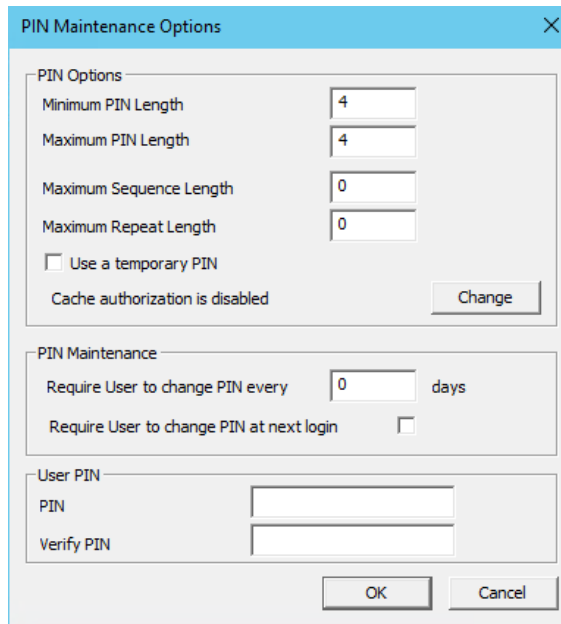 PIN Maintenance Options
PIN Options
Minimum PIN Length 4
Maximum PIN Length 4
Maximum Sequence Length 0
Maximum Repeat Length 0
Use a temporary PIN
Cache authorization is disabled Change
PIN Maintenance
Require User to change PIN every 0 days
Require User to change PIN at next login
User PIN
PIN
Verify PIN
OK Cancel